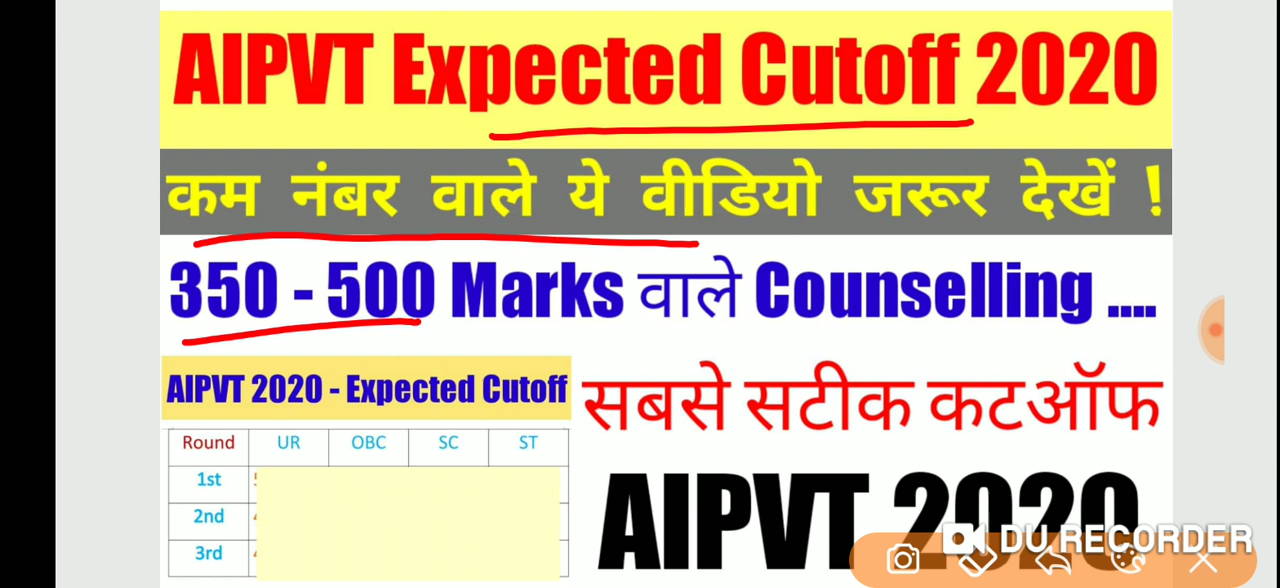 AIPVT Expected Cutoff 2020
कम नंबर वाले ये वीडियो जरूर देखें !
350 - 500 Marks वाले Counselling ....
AIPVT 2020 - Expected Cutoff
सबसे सटीक कटऑफ
Round UR OBC SC ST
1st
2nd
3rd
AIPVT 2020
DU RECORDER